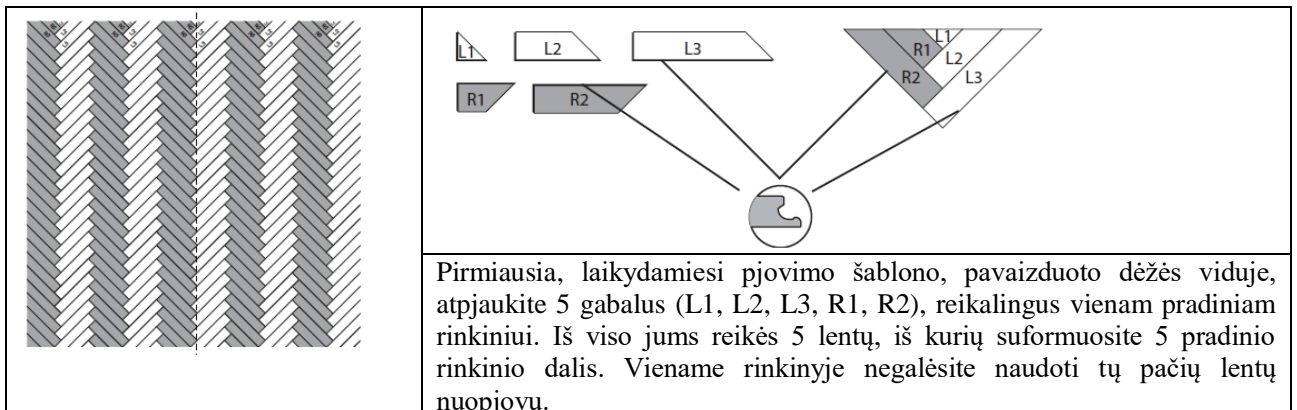 L1
L2
L3
R1
R2
L1
R1
L2
R2
L3
Pirmiausia, laikydamiesi pjovimo šablono, pavaizduoto dėžės viduje,
atpjaukite 5 gabalus (L1, L2, L3, R1, R2), reikalingus vienam pradiniam
rinkiniui. Iš viso jums reikės 5 lentų, iš kurių suformuosite 5 pradinio
rinkinio dalis. Viename rinkinyje negalėsite naudoti tų pačių lentų
nuopjovų.